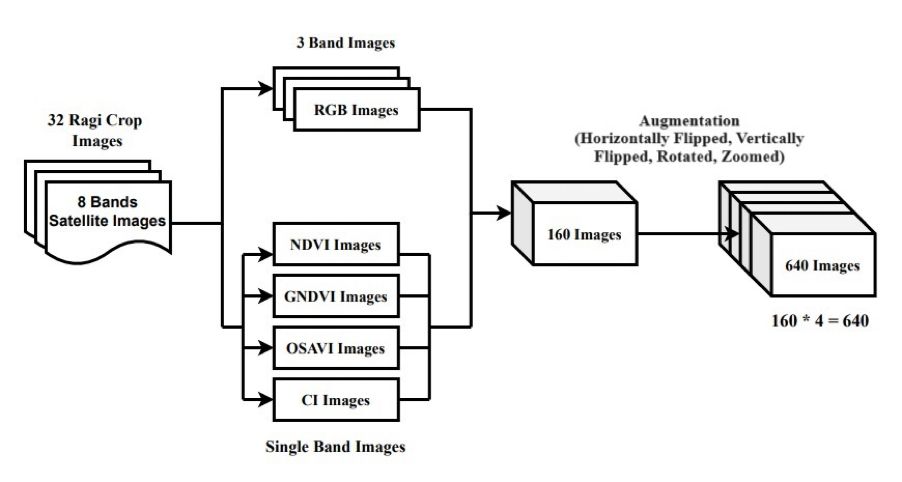 3 Band Images
RGB Images
32 Ragi Crop
Images
8 Bands
Satellite Images
NDVI Images
GNDVI Images
OSAVI Images
CI Images
Single Band Images
160 Images
Augmentation
(Horizontally Flipped, Vertically
Flipped, Rotated, Zoomed)
640 Images
160 * 4 = 640